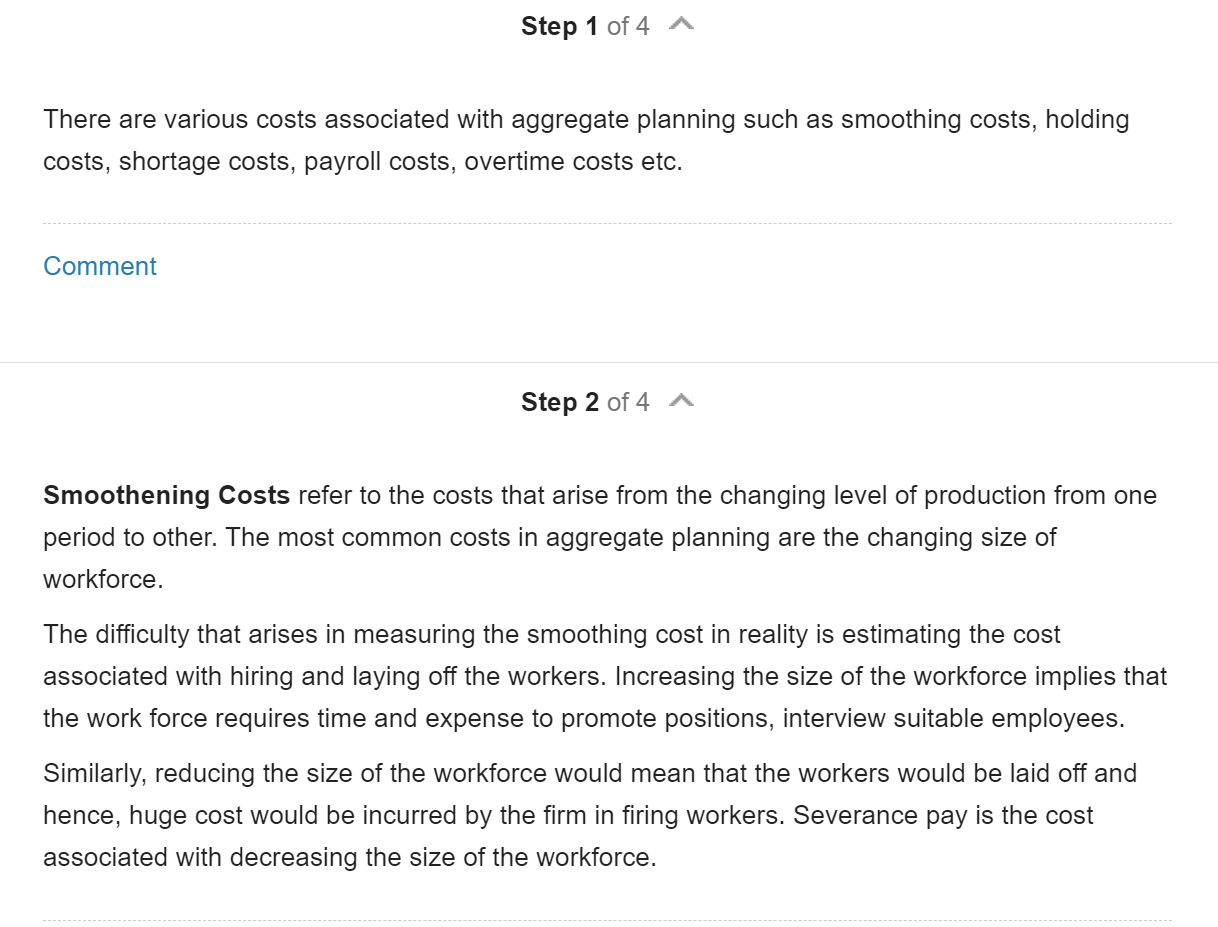 Step 1 of 4
There are various costs associated with aggregate planning such as smoothing costs, holding
costs, shortage costs, payroll costs, overtime costs etc.
Comment
Step 2 of 4
Smoothening Costs refer to the costs that arise from the changing level of production from one
period to other. The most common costs in aggregate planning are the changing size of
workforce.
The difficulty that arises in measuring the smoothing cost in reality is estimating the cost
associated with hiring and laying off the workers. Increasing the size of the workforce implies that
the work force requires time and expense to promote positions, interview suitable employees.
Similarly, reducing the size of the workforce would mean that the workers would be laid off and
hence, huge cost would be incurred by the firm in firing workers. Severance pay is the cost
associated with decreasing the size of the workforce.